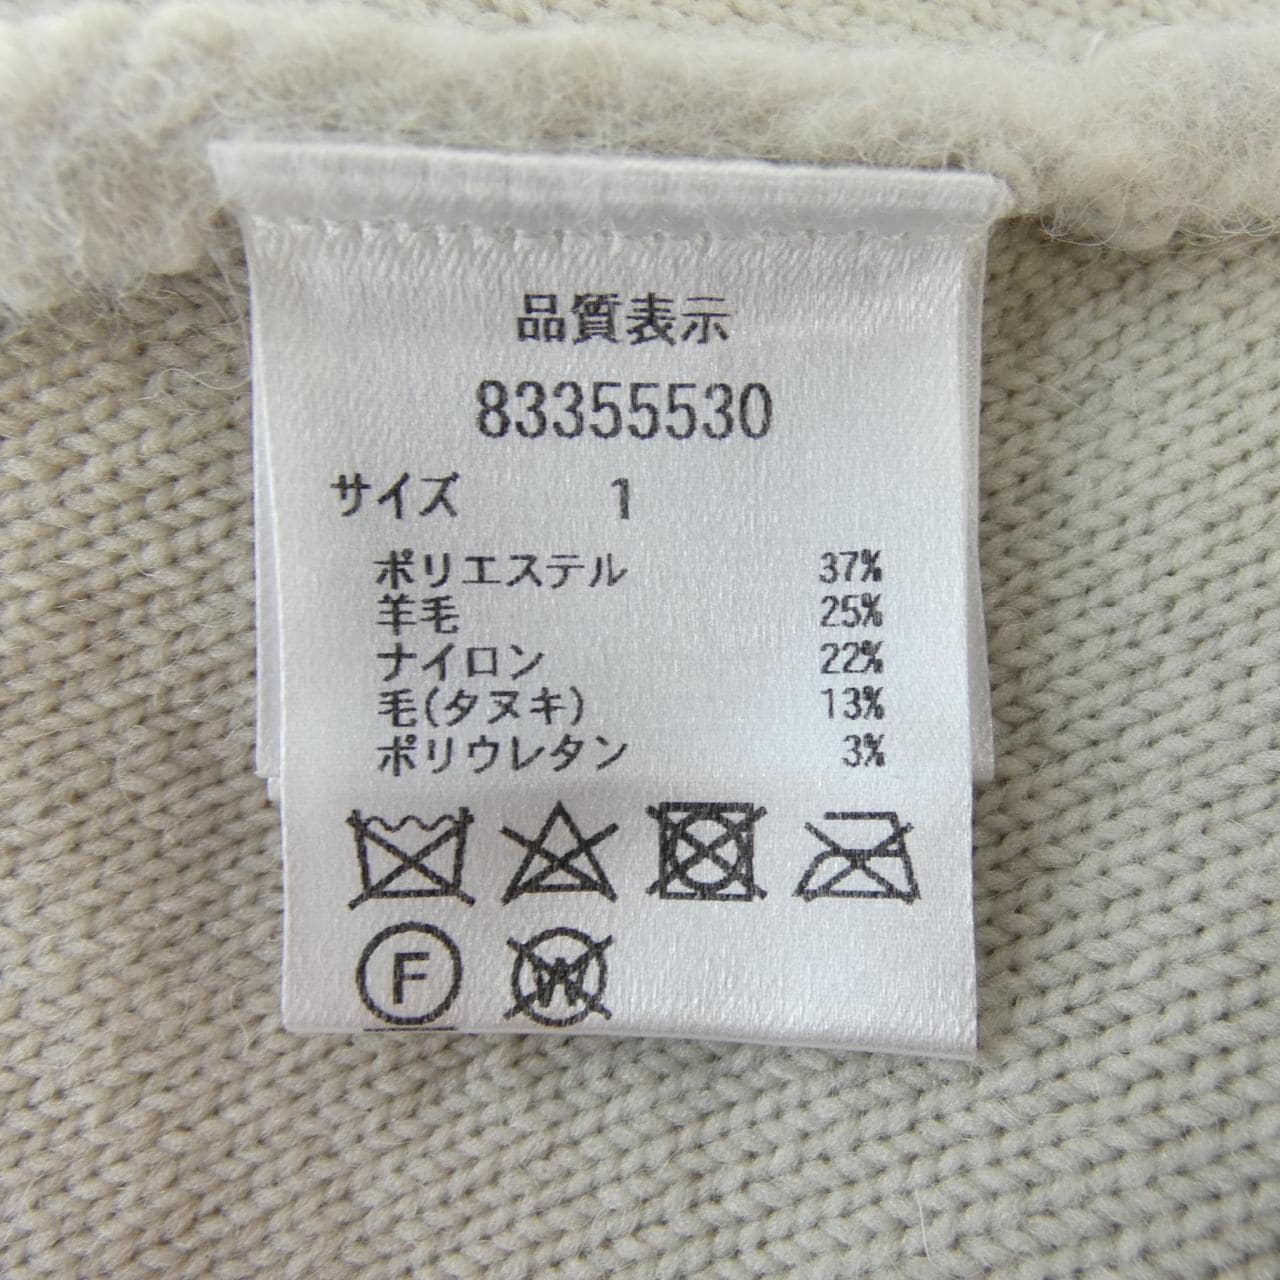 品質表示
83355530
サイズ 1
ポリエステル 37%
羊毛 25%
ナイロン 22%
毛(タヌキ) 13%
ポリウレタン 3%
F W